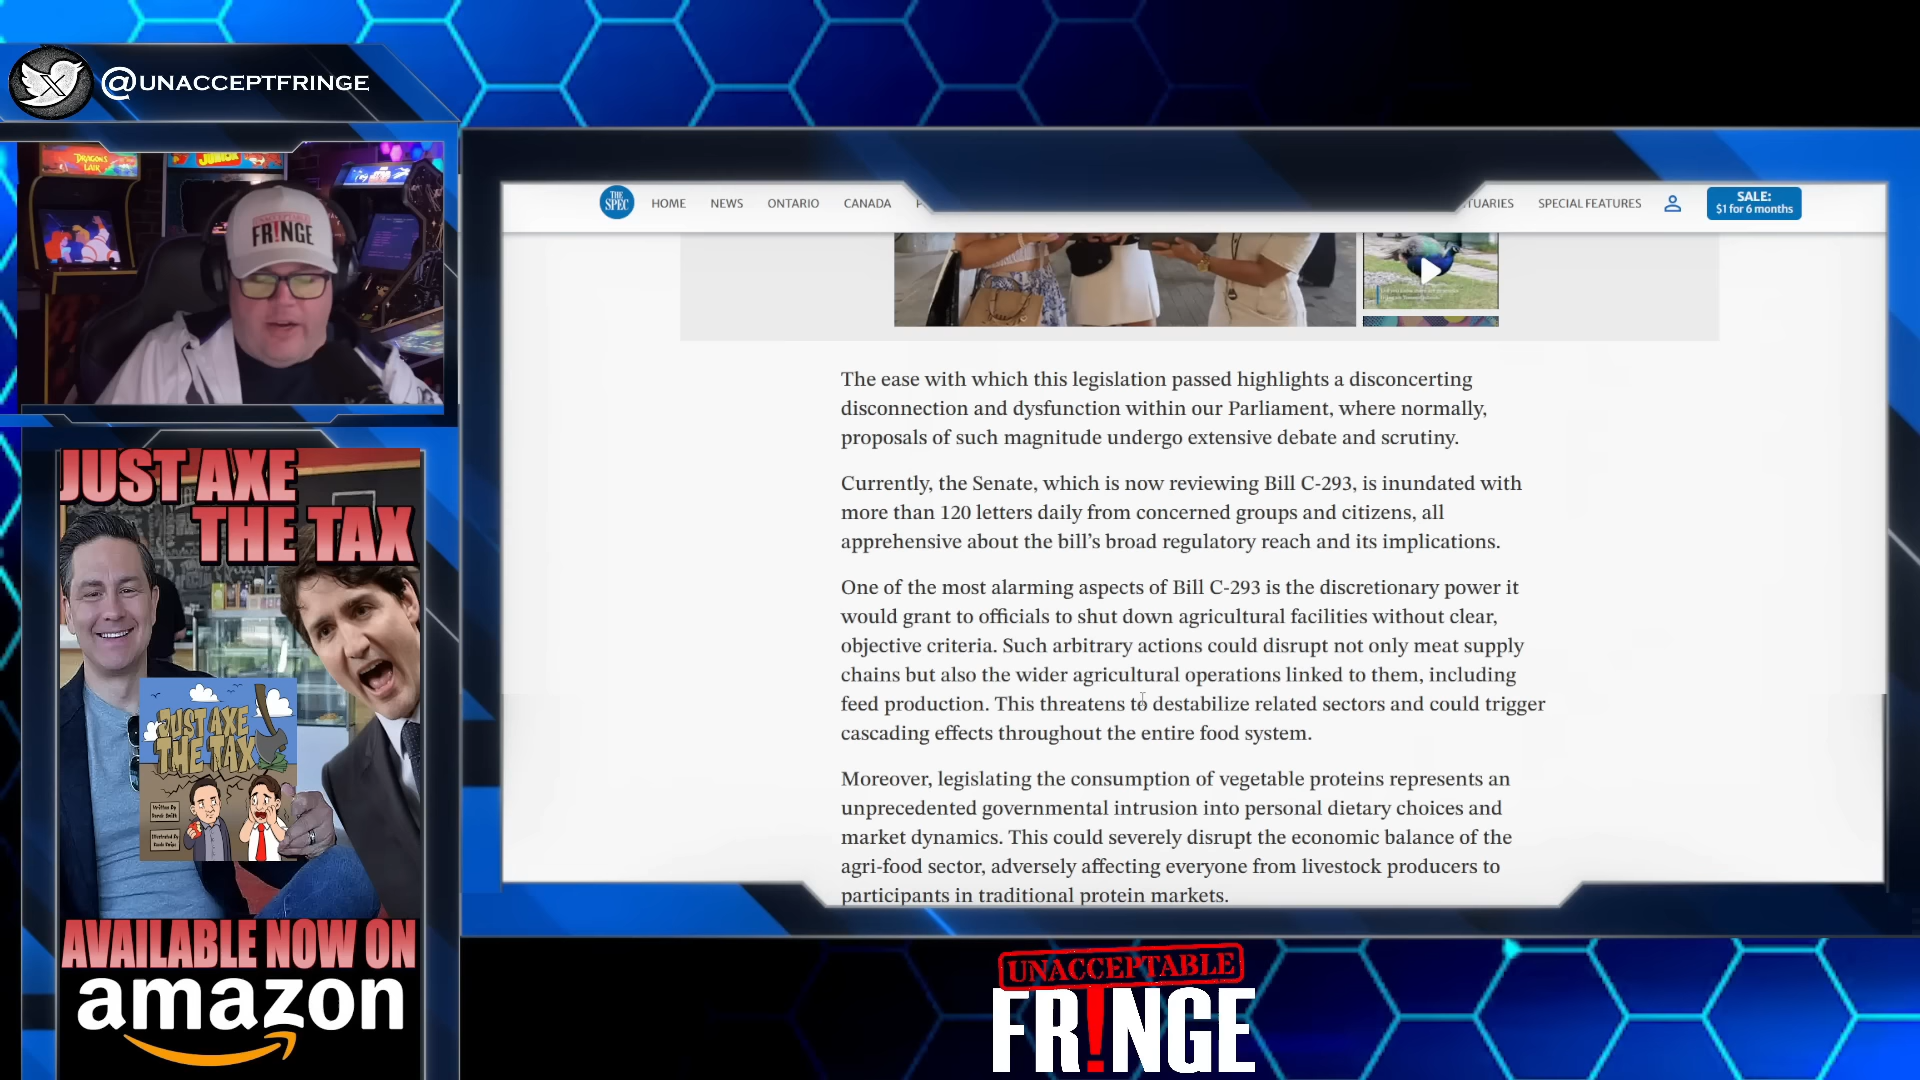 @UNACCEPTFRINGE
DRAGON'S
LAIR
JUNIOR
FR!NGE
JUST AXE
THE TAX
JUST AXE
THE TAX
AVAILABLE NOW ON
amazon
THE
SPEC
HOME
NEWS
ONTARIO
CANADA
TUARIES
SPECIAL FEATURES
SALE:
$1 for 6 months
The ease with which this legislation passed highlights a disconcerting
disconnection and dysfunction within our Parliament, where normally,
proposals of such magnitude undergo extensive debate and scrutiny.
Currently, the Senate, which is now reviewing Bill C-293, is inundated with
more than 120 letters daily from concerned groups and citizens, all
apprehensive about the bill's broad regulatory reach and its implications.
One of the most alarming aspects of Bill C-293 is the discretionary power it
would grant to officials to shut down agricultural facilities without clear,
objective criteria. Such arbitrary actions could disrupt not only meat supply
chains but also the wider agricultural operations linked to them, including
feed production. This threatens to destabilize related sectors and could trigger
cascading effects throughout the entire food system.
Moreover, legislating the consumption of vegetable proteins represents an
unprecedented governmental intrusion into personal dietary choices and
market dynamics. This could severely disrupt the economic balance of the
agri-food sector, adversely affecting everyone from livestock producers to
participants in traditional protein markets.
UNACCEPTABLE
FR!NGE